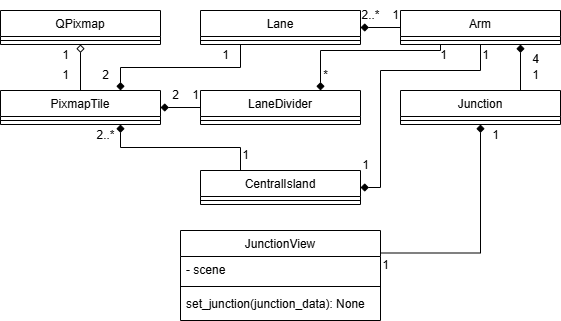 QPixmap
Lane
2..*
1
Arm
1
1
2
1
1
1
4
1
PixmapTile
2
1
LaneDivider
*
Junction
2..*
1
1
1
CentralIsland
JunctionView
- scene
1
set_junction(junction_data): None